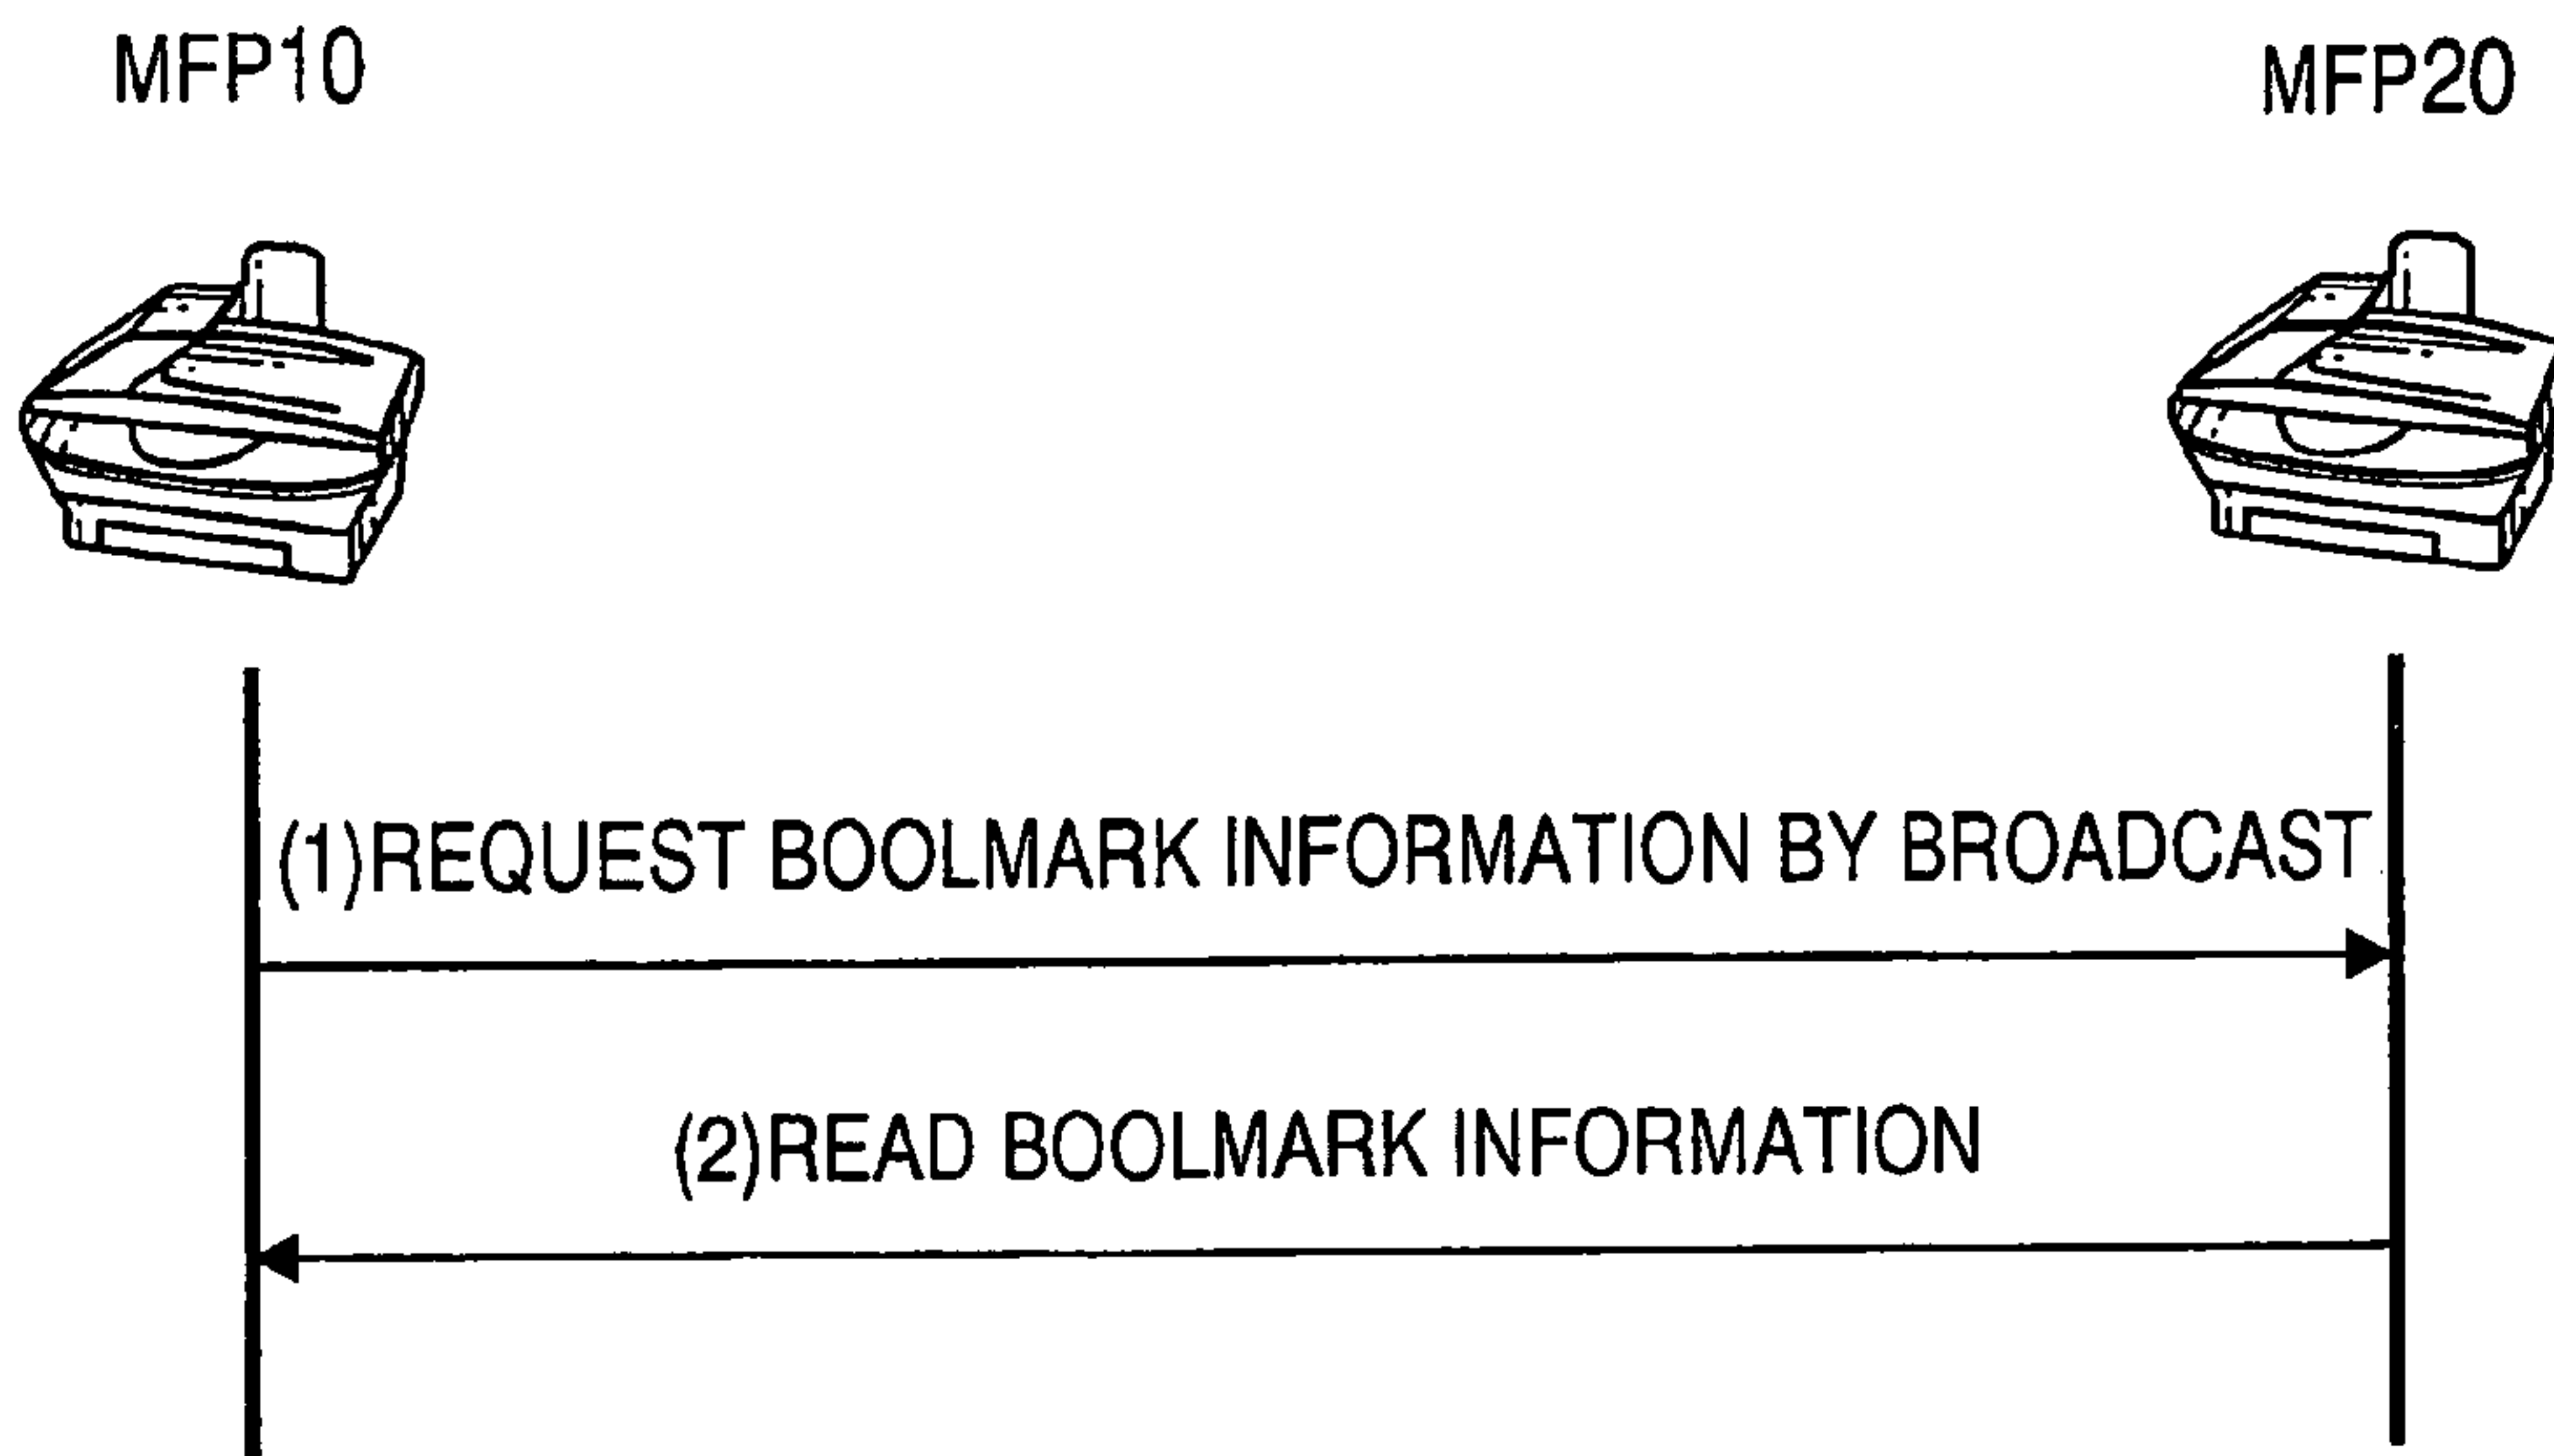 MFP10
MFP20
(1)REQUEST BOOLMARK INFORMATION BY BROADCAST
(2)READ BOOLMARK INFORMATION